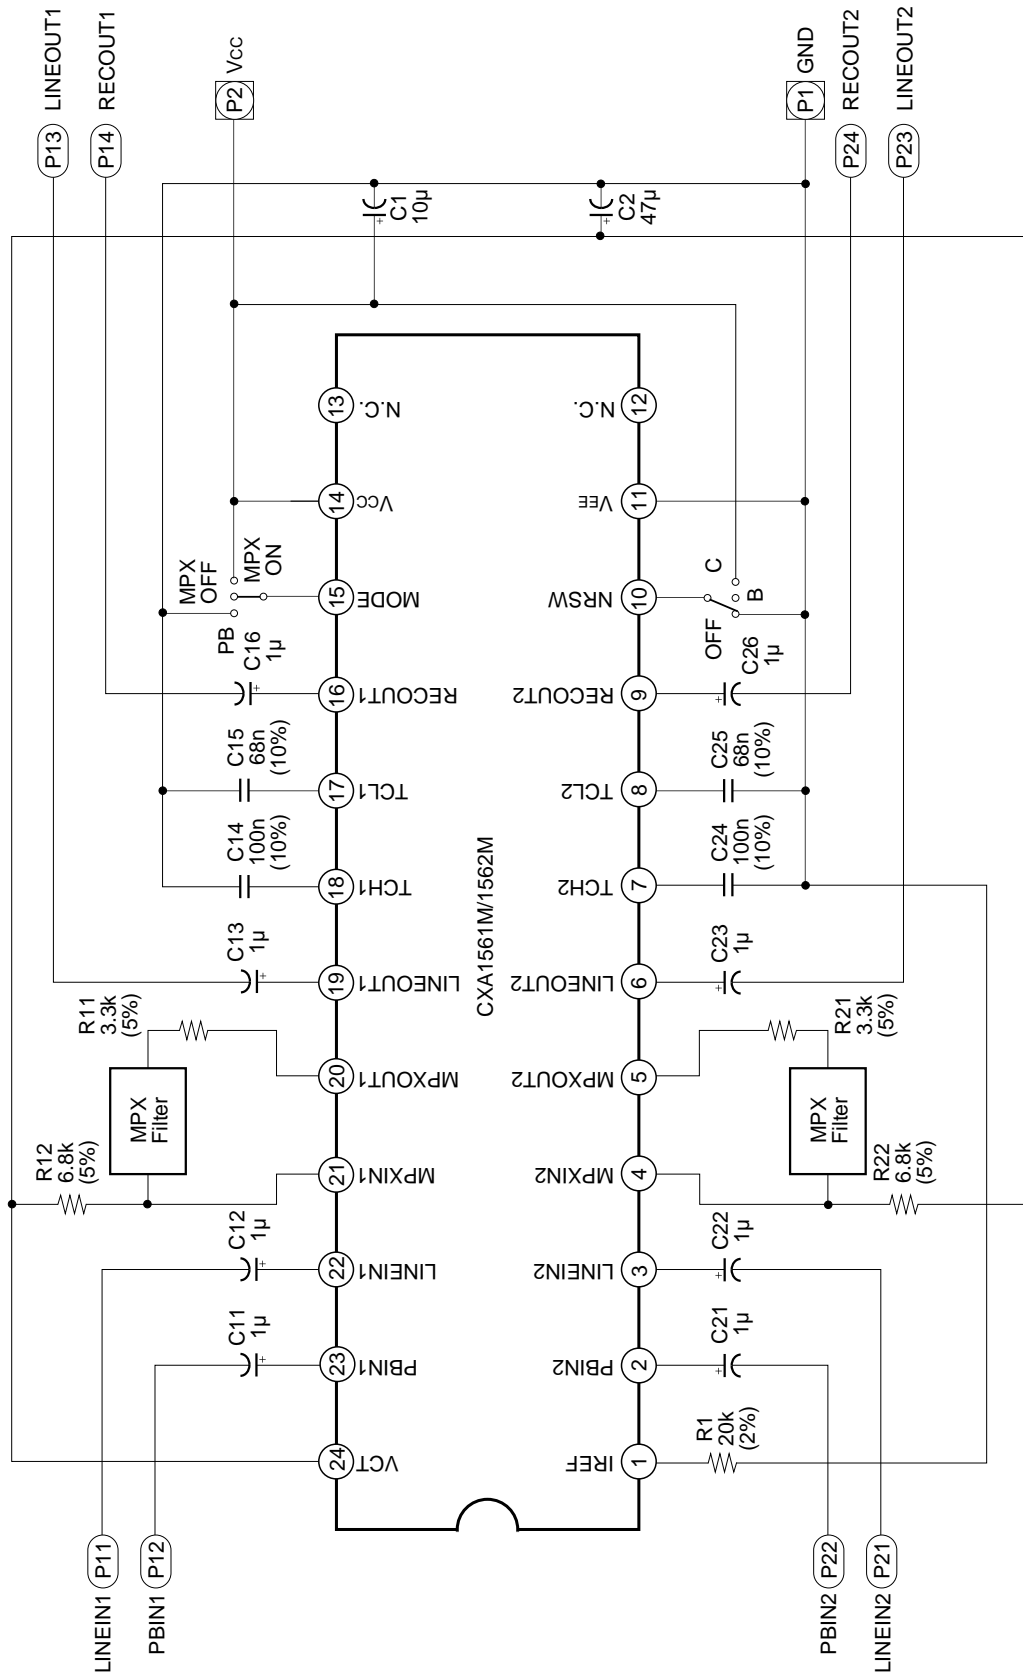 LINEIN1 P11
PBIN1 P12
P13 LINEOUT1
P14 RECOUT1
P2 Vcc
R12
6.8k
(5%)
MPX
Filter
R11
3.3k
(5%)
C11
1µ
C12
1µ
C13
1µ
C14
100n
(10%)
C15
68n
(10%)
C16
1µ
PB
MPX
OFF
MPX
ON
+
+
+
+
24
23
22
21
20
19
18
17
16
15
14
13
VCT
PBIN1
LINEIN1
MPXIN1
MPXOUT1
LINEOUT1
TCH1
TCL1
RECOUT1
MODE
Vcc
N.C.
C1
10µ
+
CXA1561M/1562M
IREF
PBIN2
LINEIN2
MPXIN2
MPXOUT2
LINEOUT2
TCH2
TCL2
RECOUT2
NRSW
VEE
N.C.
1
2
3
4
5
6
7
8
9
10
11
12
C2
47µ
+
R1
20k
(2%)
+
C21
1µ
+
C22
1µ
+
C23
1µ
C24
100n
(10%)
C25
68n
(10%)
+
C26
1µ
OFF
B
C
MPX
Filter
R21
3.3k
(5%)
R22
6.8k
(5%)
PBIN2 P22
LINEIN2 P21
P1 GND
P24 RECOUT2
P23 LINEOUT2